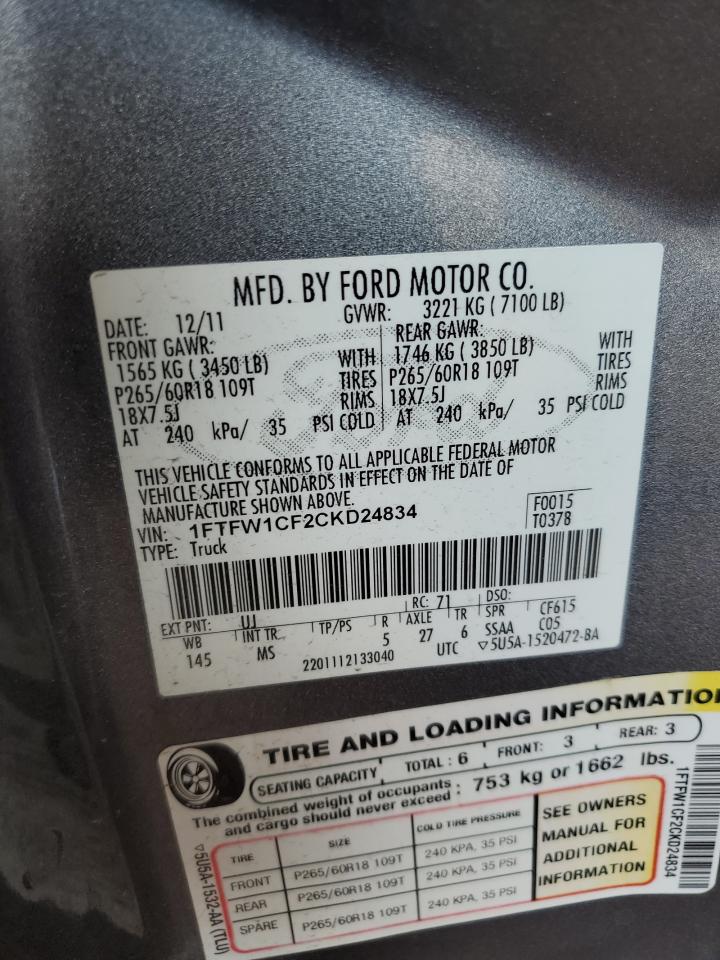 MFD. BY FORD MOTOR CO.
DATE: 12/11 GVWR: 3221 KG ( 7100 LB)
FRONT GAWR: REAR GAWR:
1565 KG ( 3450 LB) WITH 1746 KG ( 3850 LB) WITH
P265/60R18 109T TIRES P265/60R18 109T TIRES
18X7.5J RIMS 18X7.5J RIMS
AT 240 kPa/ 35 PSI COLD AT 240 kPa/ 35 PSI COLD
THIS VEHICLE CONFORMS TO ALL APPLICABLE FEDERAL MOTOR
VEHICLE SAFETY STANDARDS IN EFFECT ON THE DATE OF
MANUFACTURE SHOWN ABOVE.
VIN: 1FTFW1CF2CKD24834 F0015
TYPE: Truck T0378
EXT PNT: UJ RC: 71 DSO:
WB INT TR TP/PS R AXLE TR SPR CF615
145 MS 5 27 6 SSAA C05
2201112133040 UTC ▽5U5A-1520472-BA
TIRE AND LOADING INFORMATION
SEATING CAPACITY TOTAL : 6 FRONT: 3 REAR: 3
The combined weight of occupants
and cargo should never exceed : 753 kg or 1662 lbs.
TIRE SIZE COLD TIRE PRESSURE
FRONT P265/60R18 109T 240 KPA, 35 PSI
REAR P265/60R18 109T 240 KPA, 35 PSI
SPARE P265/60R18 109T 240 KPA, 35 PSI
SEE OWNERS
MANUAL FOR
ADDITIONAL
INFORMATION
▽5U5A-1532-AA (TLU)
1FTFW1CF2CKD24834